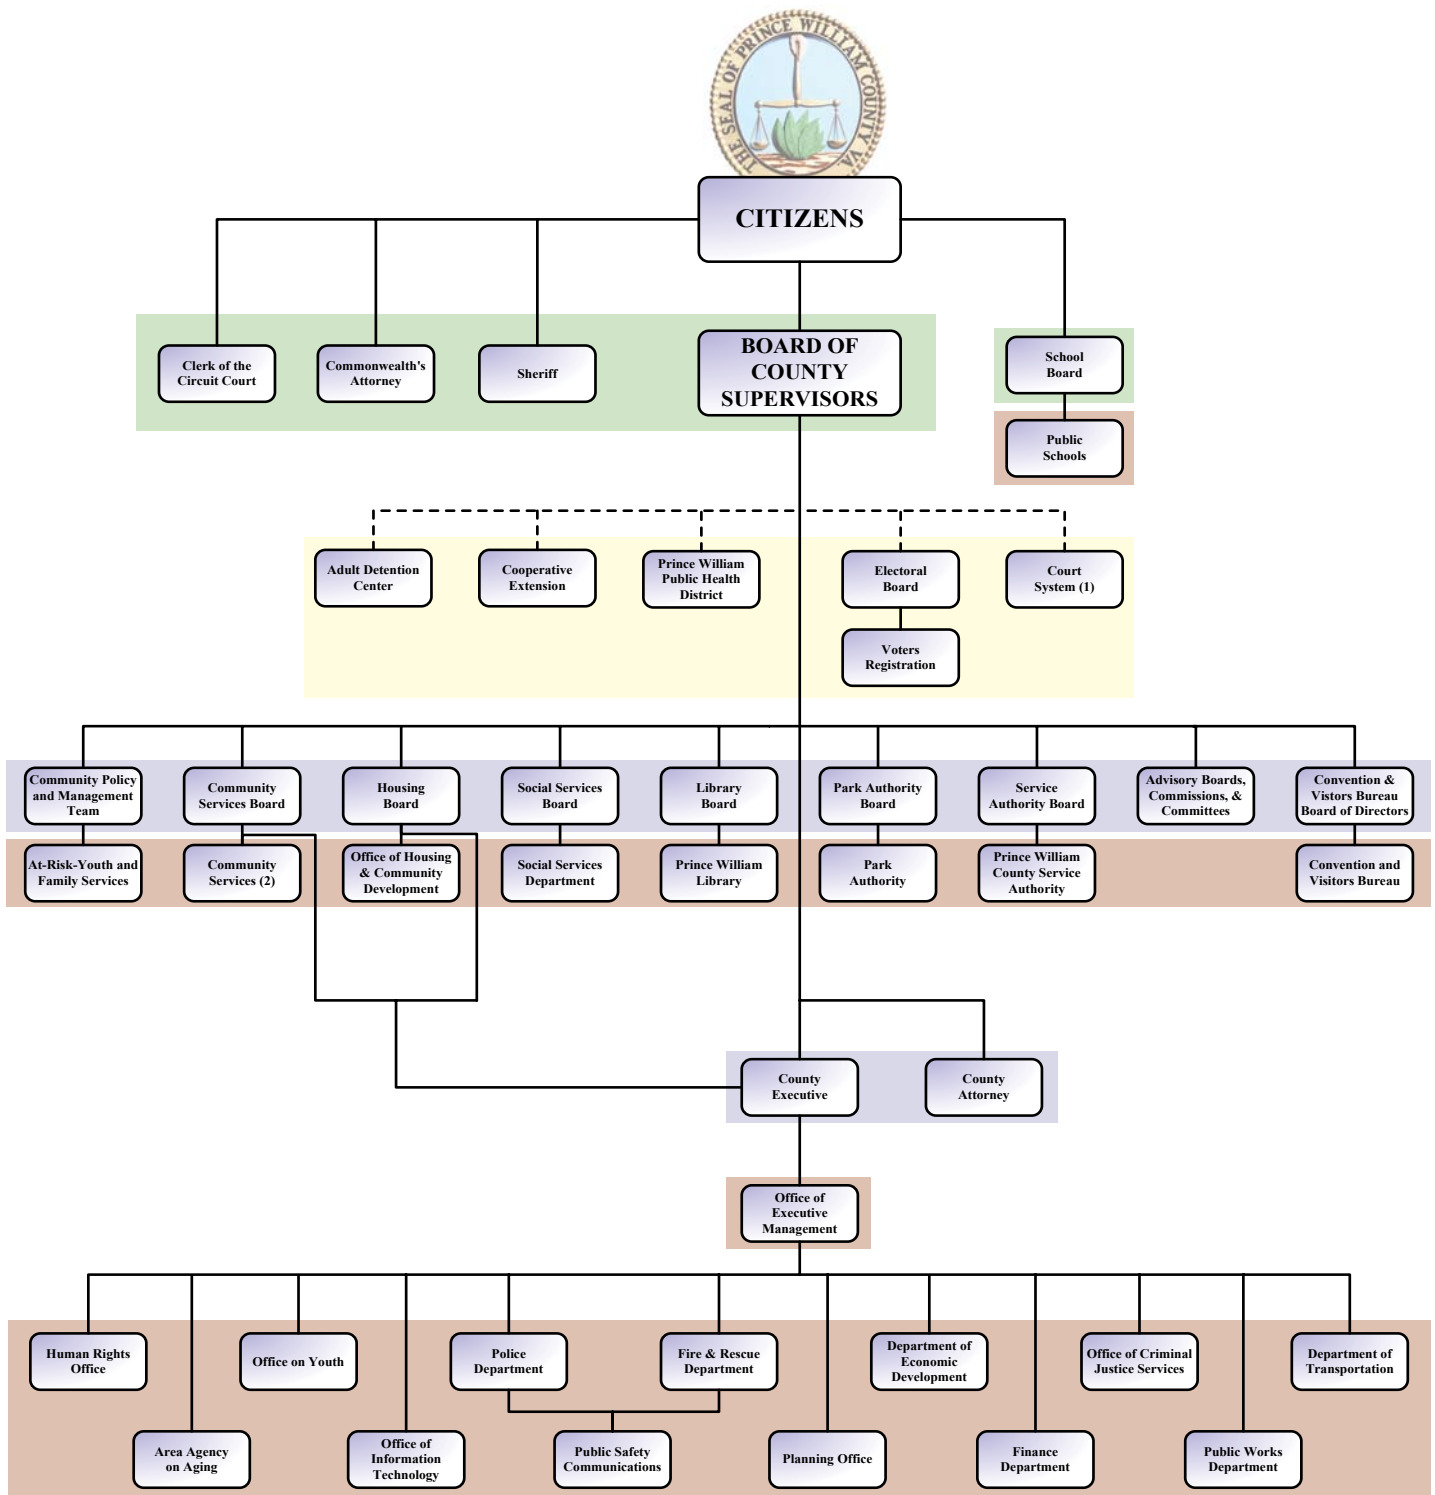 THE SEAL OF PRINCE WILLIAM COUNTY VA.
CITIZENS
Clerk of the
Circuit Court
Commonwealth's
Attorney
Sheriff
BOARD OF
COUNTY
SUPERVISORS
School
Board
Public
Schools
Adult Detention
Center
Cooperative
Extension
Prince William
Public Health
District
Electoral
Board
Court
System (1)
Voters
Registration
Community Policy
and Management
Team
Community
Services Board
Housing
Board
Social Services
Board
Library
Board
Park Authority
Board
Service
Authority Board
Advisory Boards,
Commissions, &
Committees
Convention &
Vistors Bureau
Board of Directors
At-Risk-Youth and
Family Services
Community
Services (2)
Office of Housing
& Community
Development
Social Services
Department
Prince William
Library
Park
Authority
Prince William
County Service
Authority
Convention and
Visitors Bureau
County
Executive
County
Attorney
Office of
Executive
Management
Human Rights
Office
Office on Youth
Police
Department
Fire & Rescue
Department
Department of
Economic
Development
Office of Criminal
Justice Services
Department of
Transportation
Area Agency
on Aging
Office of
Information
Technology
Public Safety
Communications
Planning Office
Finance
Department
Public Works
Department